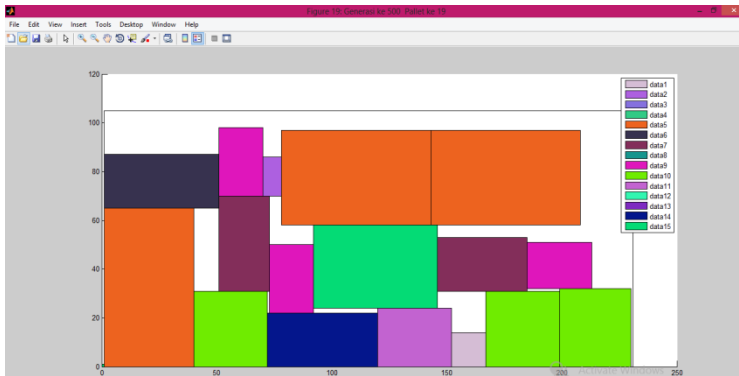 Figure 19: Generasi ke:500 Pallet ke 19
File Edit View Insert Tools Desktop Window Help
120
100
80
60
40
20
0
0 50 100 150 200 250
data1
data2
data3
data4
data5
data6
data7
data8
data9
data10
data11
data12
data13
data14
data15
Activate Windows